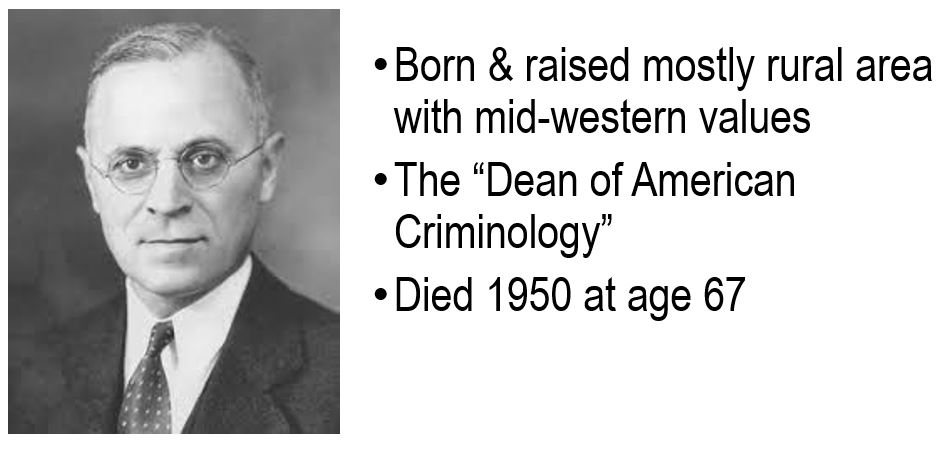 • Born & raised mostly rural area
with mid-western values
• The “Dean of American
Criminology”
• Died 1950 at age 67